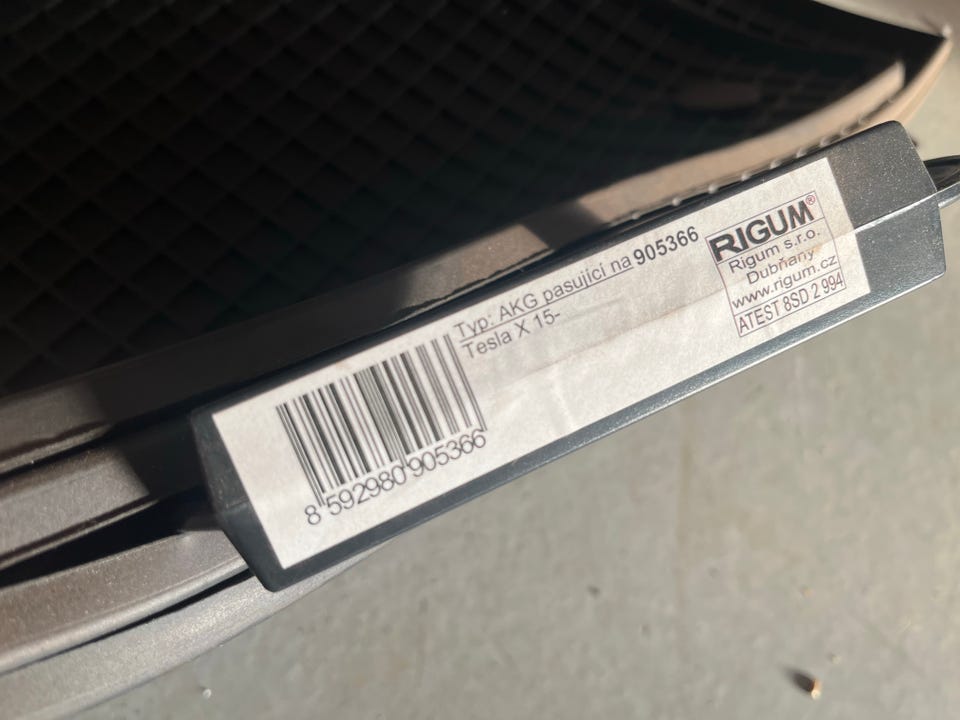 Typ: AKG pasující na 905366
Tesla X 15-
8 592980 905366
RIGUM®
Rigum s.r.o.
Dubňany
www.rigum.cz
ATEST 8SD 2 994